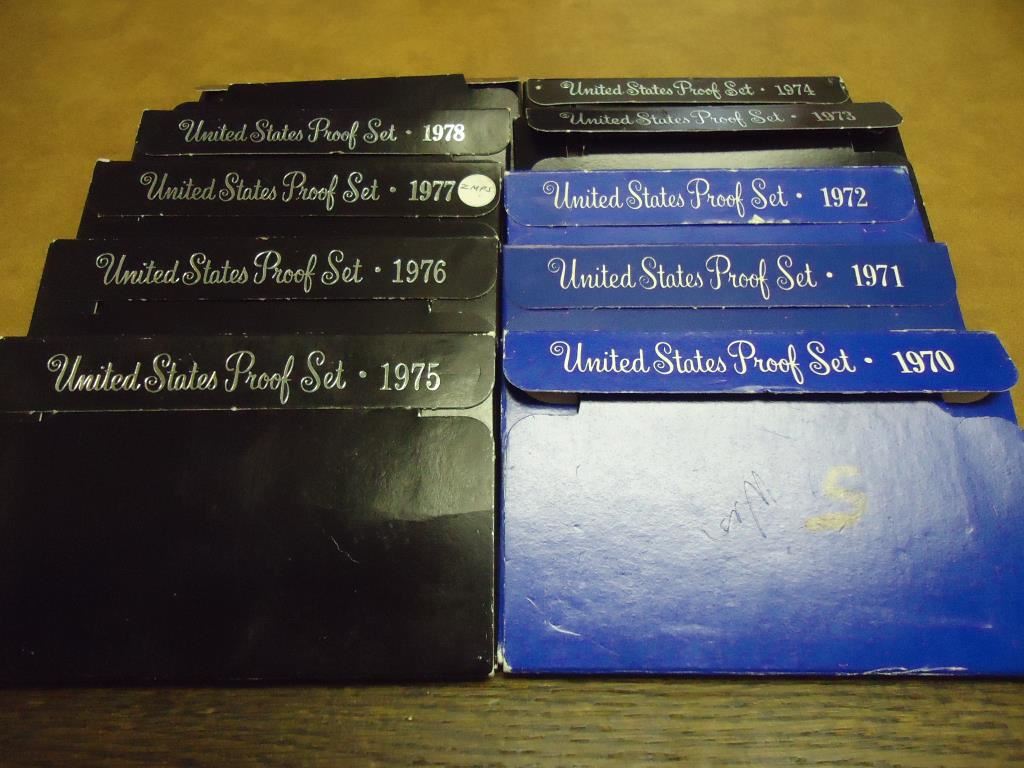 United States Proof Set · 1978
United States Proof Set · 1977
ZMPS
United States Proof Set · 1976
United States Proof Set · 1975
United States Proof Set · 1974
United States Proof Set · 1973
United States Proof Set · 1972
United States Proof Set · 1971
United States Proof Set · 1970
5